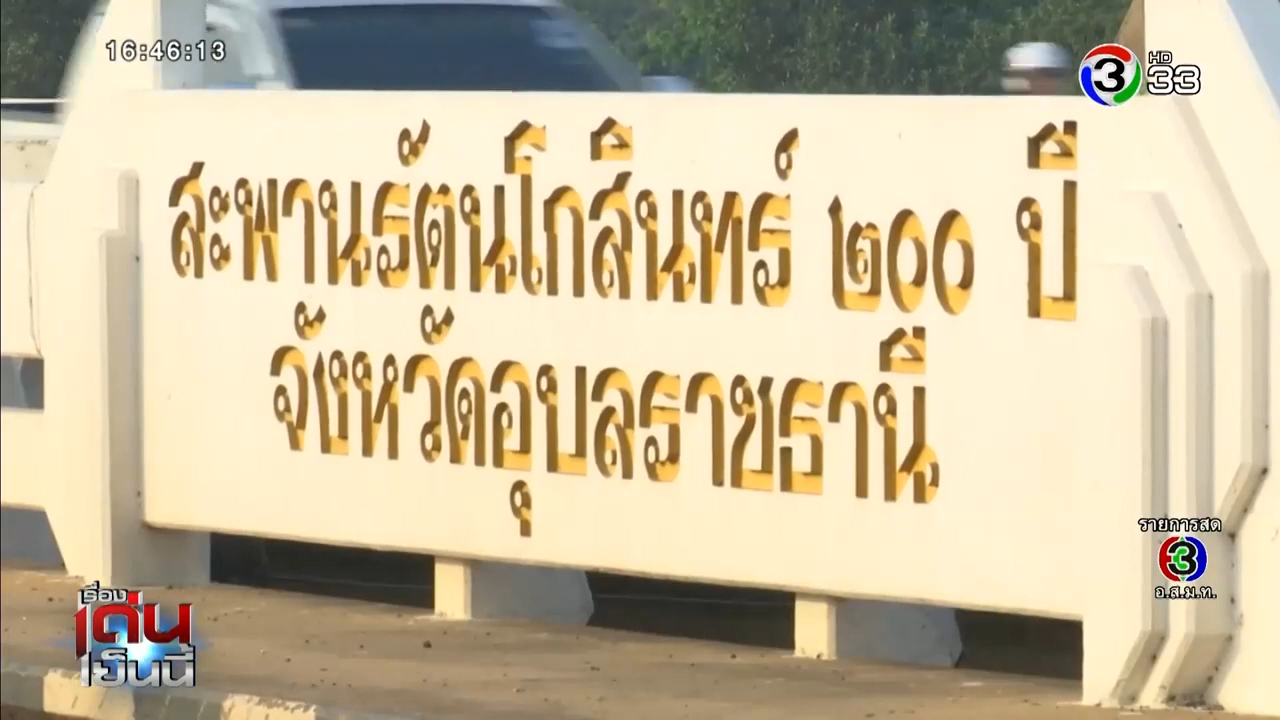 16:46:13
3 HD 33
สะพานรัตนโกสินทร์ ๒๐๐ ปี
จังหวัดอุบลราชธานี
รายการสด
3
อ.ส.ม.ท.
เรื่อง
เด่น
เย็นนี้